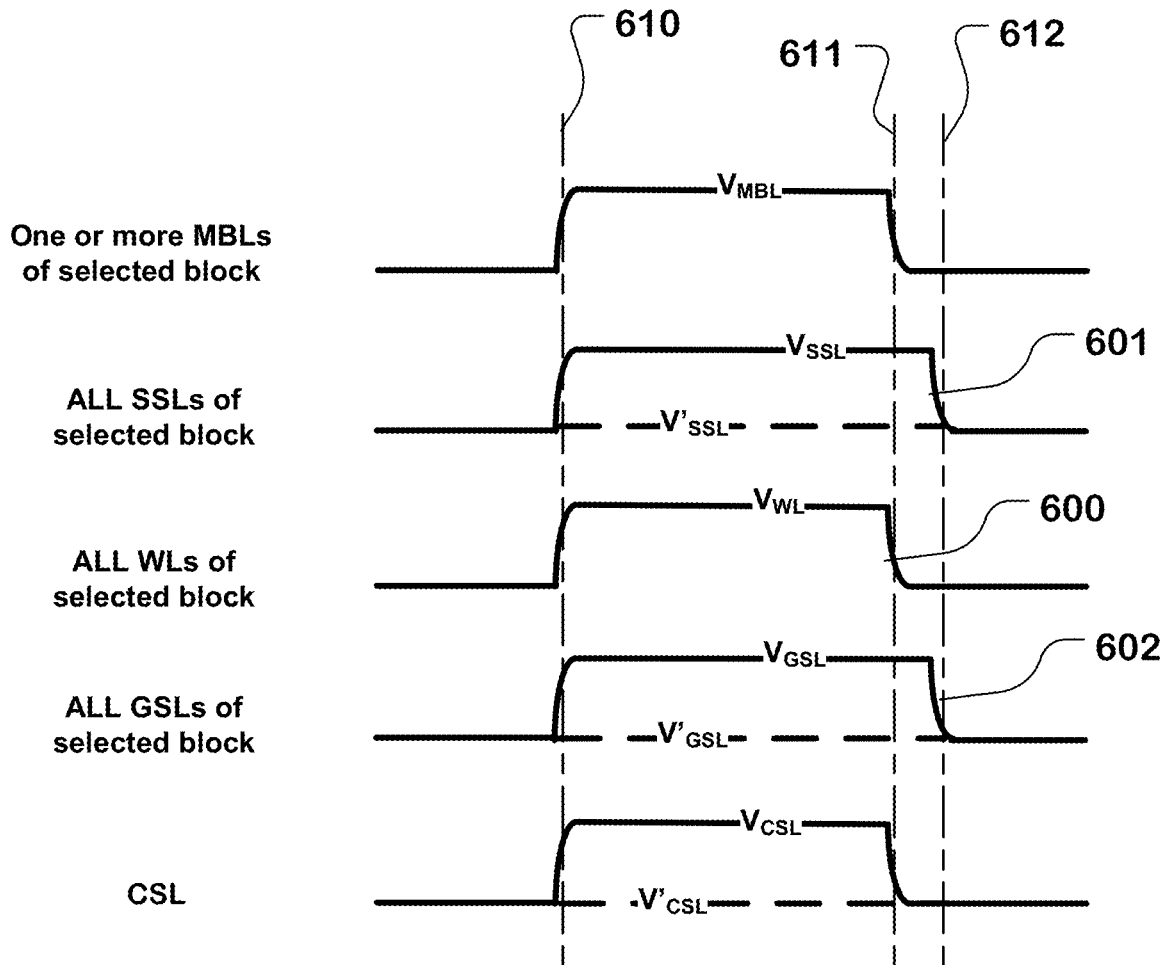 610
611
612
One or more MBLs
of selected block
VMBL
ALL SSLs of
selected block
VSSL
601
V'SSL
ALL WLs of
selected block
VWL
600
ALL GSLs of
selected block
VGSL
602
V'GSL
CSL
VCSL
V'CSL